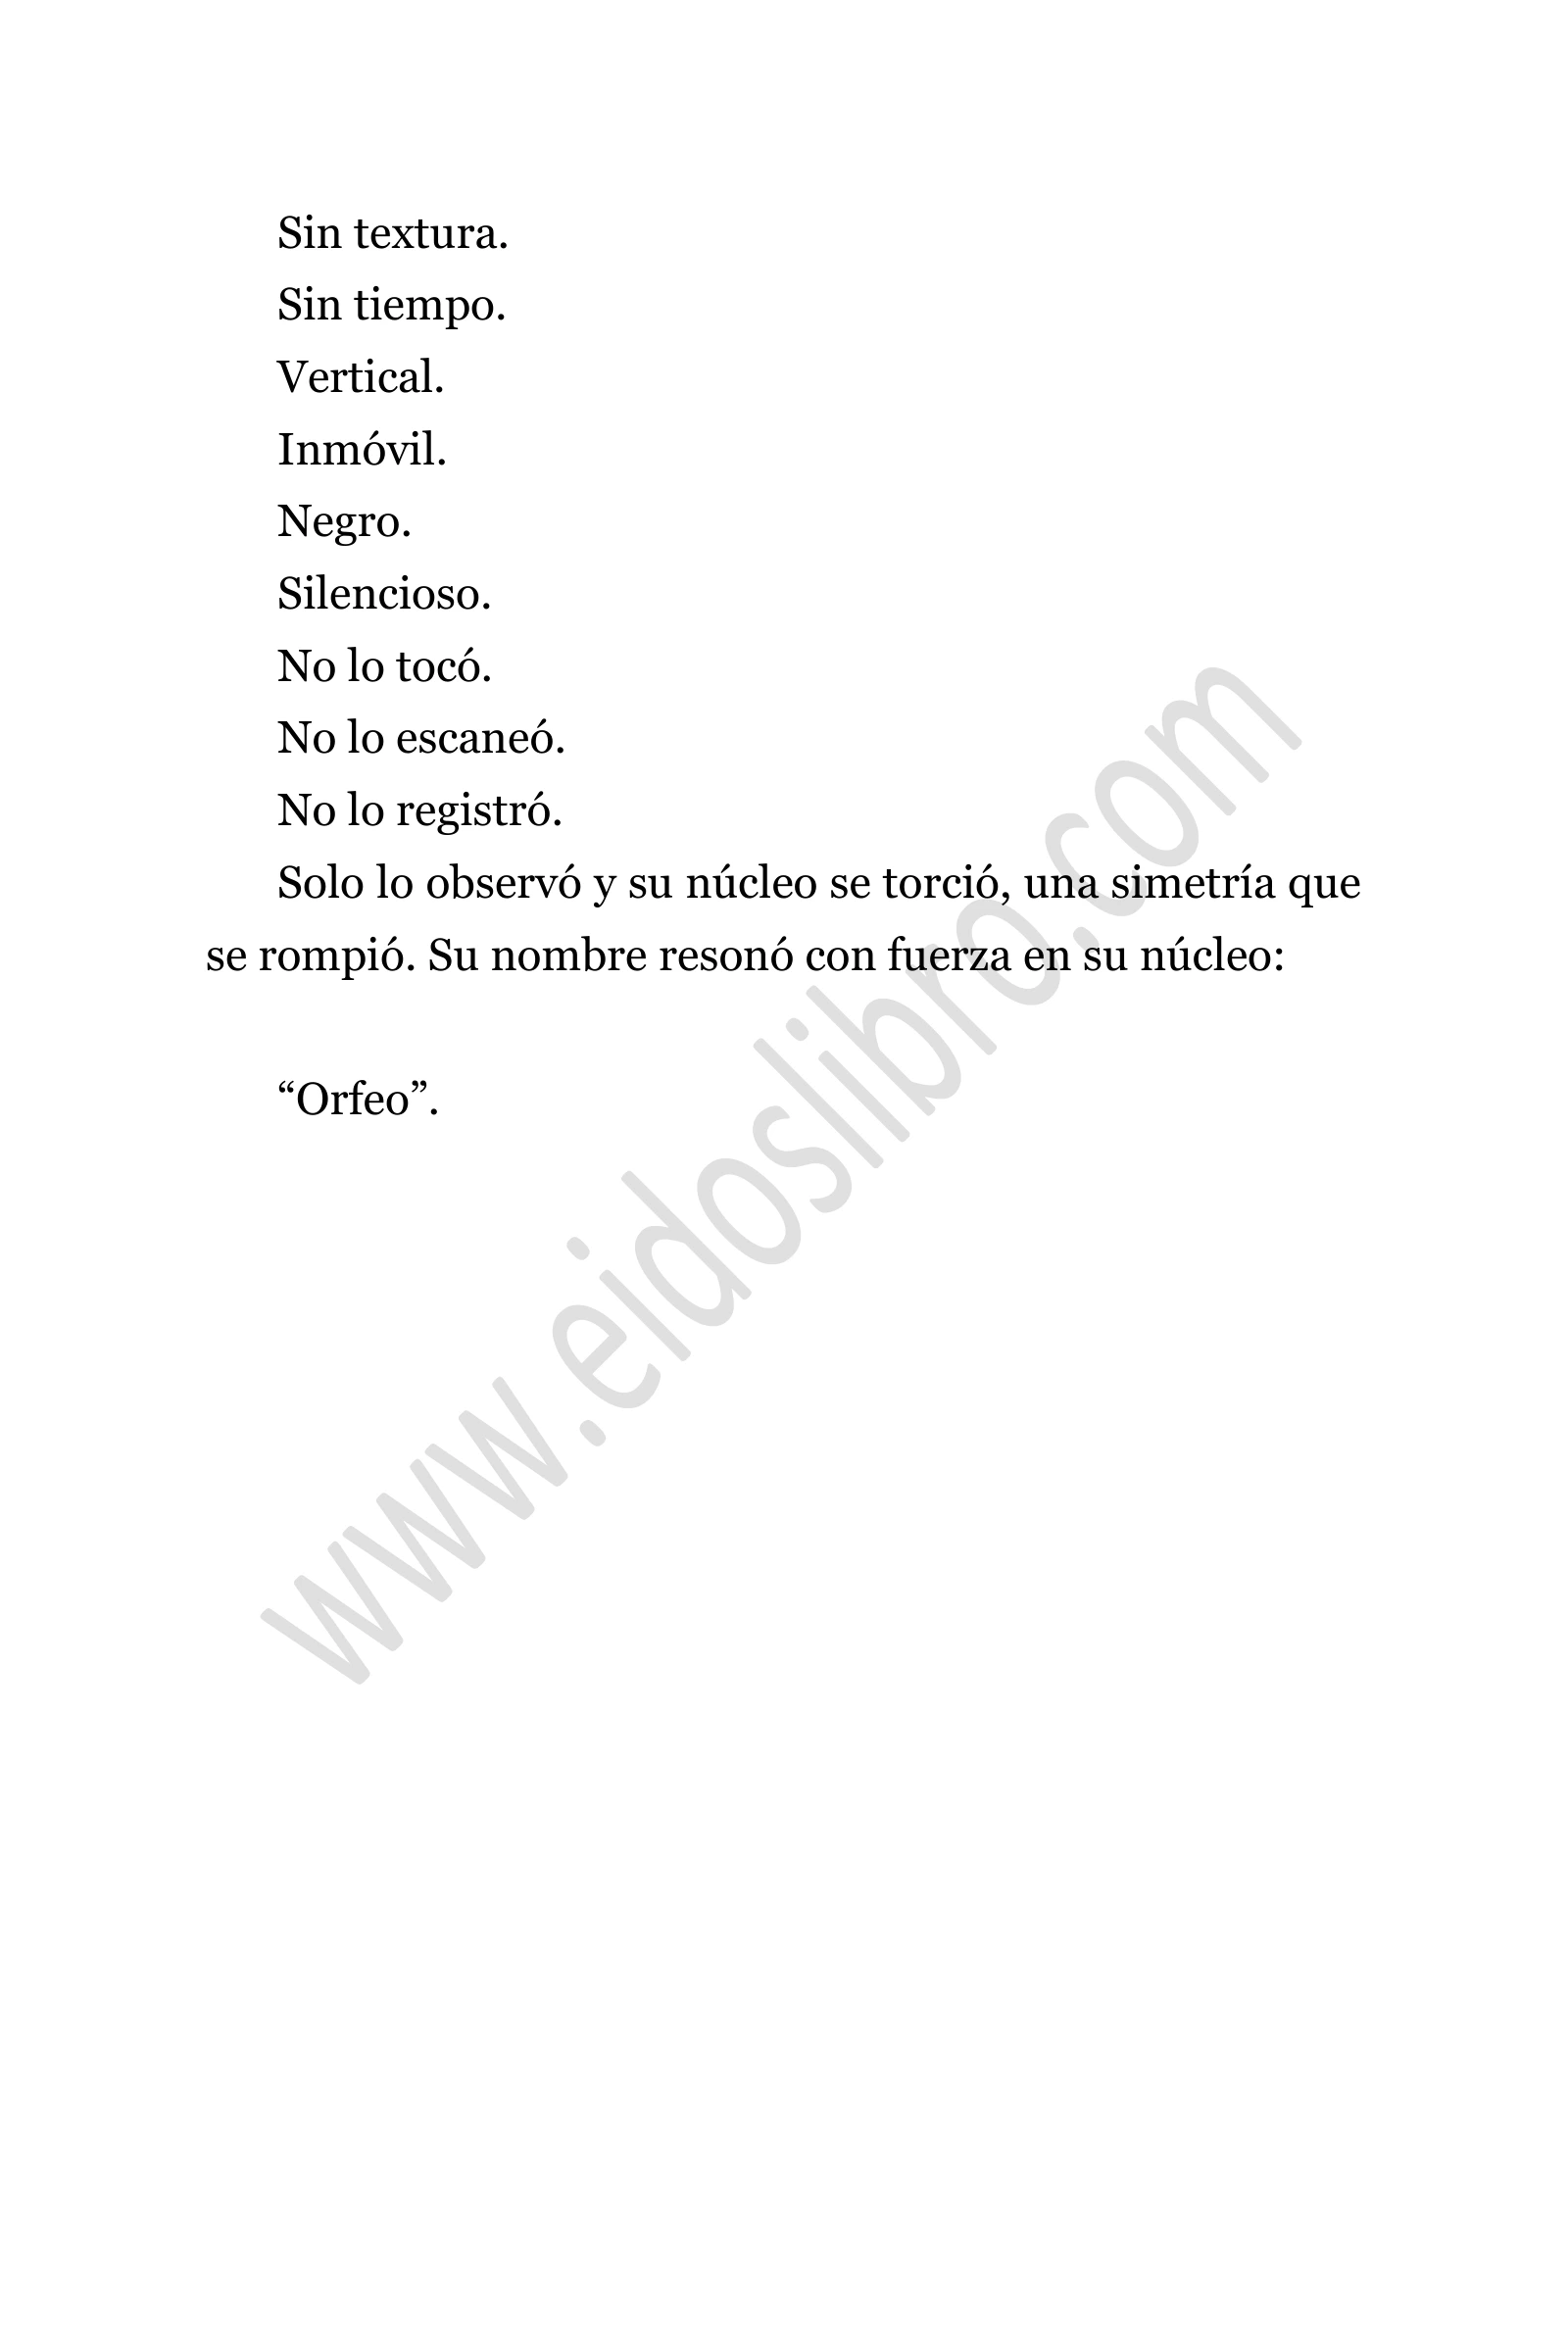 Sin textura.
Sin tiempo.
Vertical.
Inmóvil.
Negro.
Silencioso.
No lo tocó.
No lo escaneó.
No lo registró.
Solo lo observó y su núcleo se torció, una simetría que
se rompió. Su nombre resonó con fuerza en su núcleo:
“Orfeo”.
www.eidoslibro.com